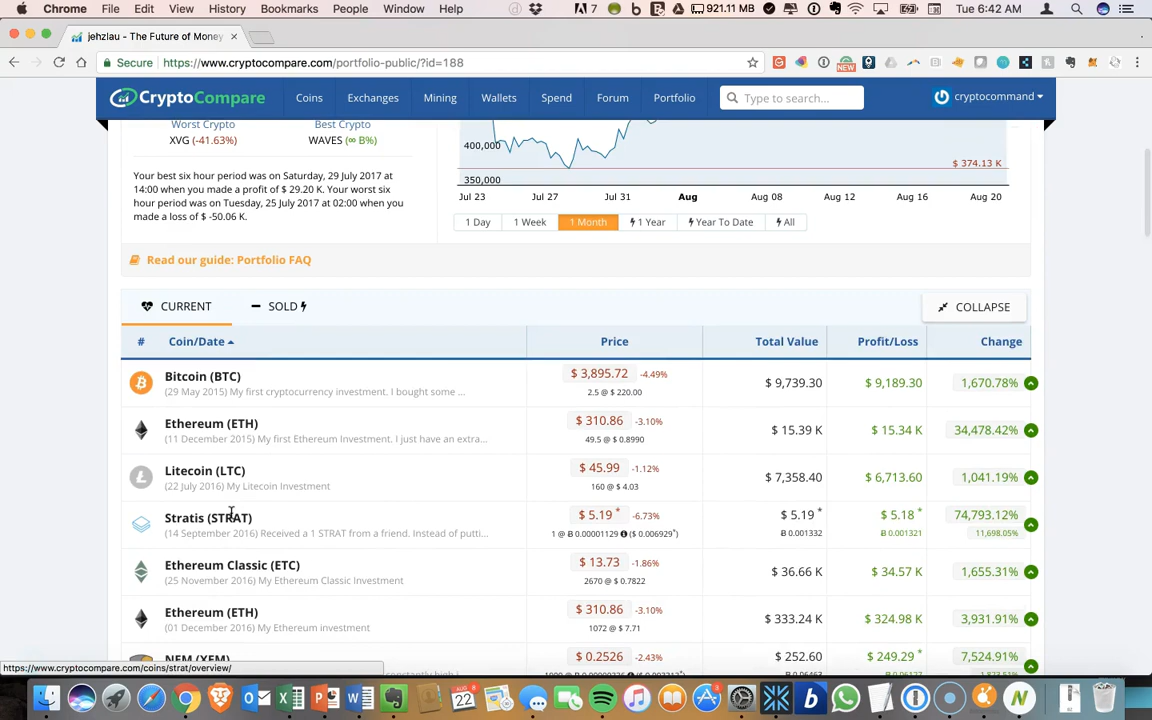 Chrome File Edit View History Bookmarks People Window Help 7 921.11 MB Tue 6:42 AM
jehzlau - The Future of Money
Secure https://www.cryptocompare.com/portfolio-public/?id=188
NEW
CryptoCompare Coins Exchanges Mining Wallets Spend Forum Portfolio Type to search... cryptocommand
Worst Crypto Best Crypto
XVG (-41.63%) WAVES (∞ B%)
400,000
$ 374.13 K
350,000
Jul 23 Jul 27 Jul 31 Aug Aug 08 Aug 12 Aug 16 Aug 20
Your best six hour period was on Saturday, 29 July 2017 at
14:00 when you made a profit of $ 29.20 K. Your worst six
hour period was on Tuesday, 25 July 2017 at 02:00 when you
made a loss of $ -50.06 K.
1 Day 1 Week 1 Month 1 Year Year To Date All
Read our guide: Portfolio FAQ
CURRENT SOLD COLLAPSE
# Coin/Date Price Total Value Profit/Loss Change
Bitcoin (BTC) $ 3,895.72 -4.49% $ 9,739.30 $ 9,189.30 1,670.78%
(29 May 2015) My first cryptocurrency investment. I bought some ... 2.5 @ $ 220.00
Ethereum (ETH) $ 310.86 -3.10% $ 15.39 K $ 15.34 K 34,478.42%
(11 December 2015) My first Ethereum Investment. I just have an extra... 49.5 @ $ 0.8990
Litecoin (LTC) $ 45.99 -1.12% $ 7,358.40 $ 6,713.60 1,041.19%
(22 July 2016) My Litecoin Investment 160 @ $ 4.03
Stratis (STRAT) $ 5.19 * -6.73% $ 5.19 * $ 5.18 * 74,793.12%
(14 September 2016) Received a 1 STRAT from a friend. Instead of putti... 1 @ Ƀ 0.00001129 ($ 0.006929*) Ƀ 0.001332 Ƀ 0.001321 11,698.05%
Ethereum Classic (ETC) $ 13.73 -1.86% $ 36.66 K $ 34.57 K 1,655.31%
(25 November 2016) My Ethereum Classic Investment 2670 @ $ 0.7822
Ethereum (ETH) $ 310.86 -3.10% $ 333.24 K $ 324.98 K 3,931.91%
(01 December 2016) My Ethereum investment 1072 @ $ 7.71
NEM (XEM) $ 0.2526 -2.43% $ 252.60 $ 249.29 * 7,524.91%
https://www.cryptocompare.com/coins/strat/overview/